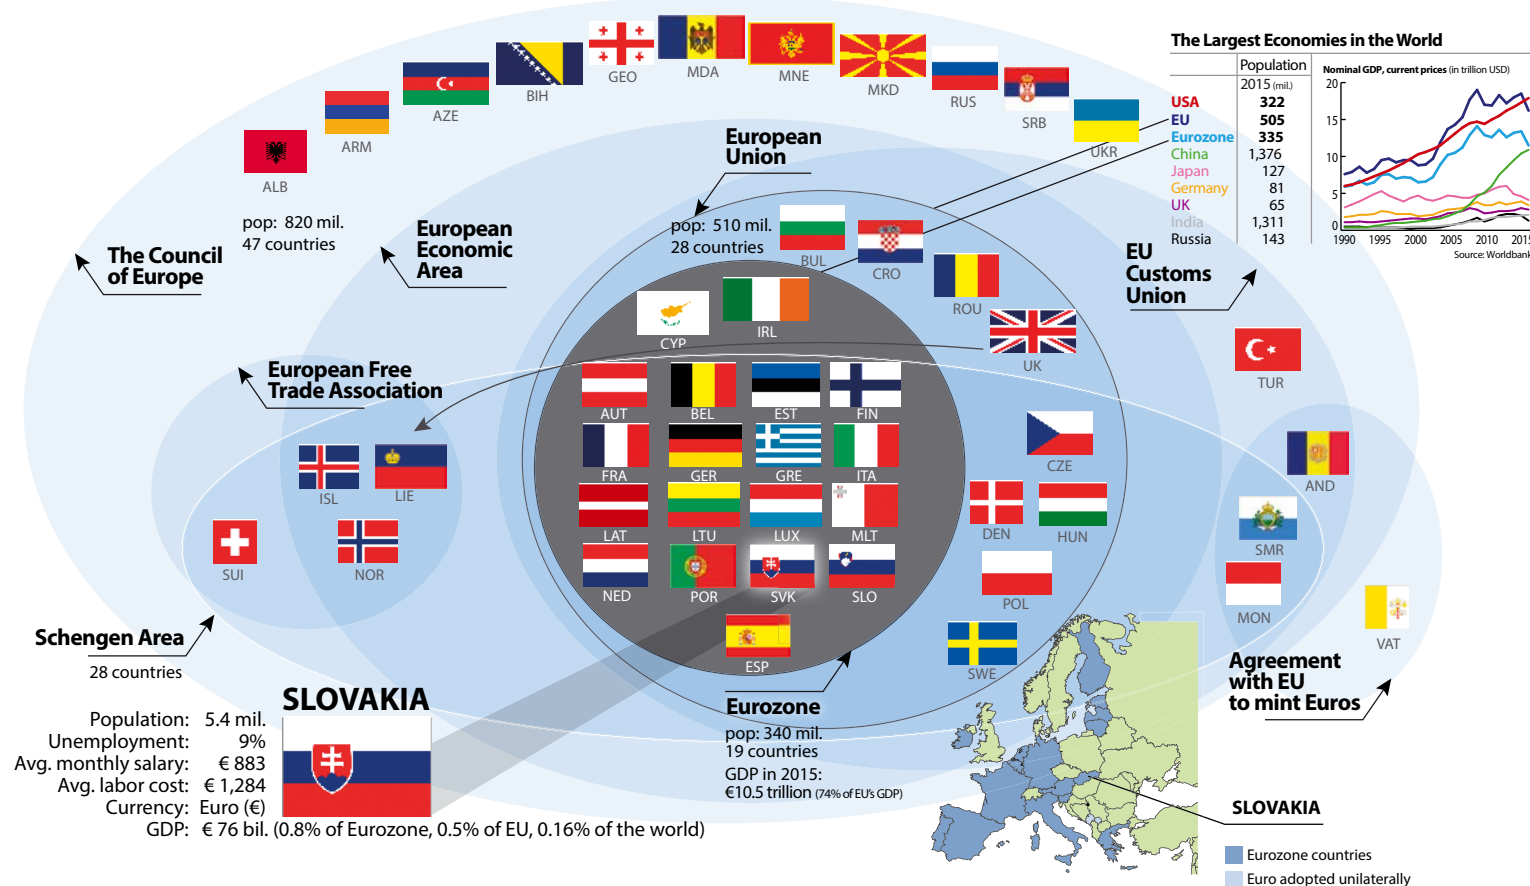 GEO
MDA
MNE
MKD
BIH
RUS
AZE
SRB
ARM
UKR
ALB
pop: 820 mil.
47 countries
The Council
of Europe
European
Economic
Area
European
Union
pop: 510 mil.
28 countries
BUL
CRO
ROU
UK
CYP
IRL
EU
Customs
Union
TUR
The Largest Economies in the World
Population
2015 (mil.)
USA 322
EU 505
Eurozone 335
China 1,376
Japan 127
Germany 81
UK 65
India 1,311
Russia 143
Nominal GDP, current prices (in trillion USD)
20
15
10
5
0
1990 1995 2000 2005 2010 2015
Source: Worldbank
European Free
Trade Association
ISL
LIE
SUI
NOR
AUT BEL EST FIN
FRA GER GRE ITA
LAT LTU LUX MLT
NED POR SVK SLO
ESP
CZE
DEN
HUN
POL
SWE
AND
SMR
MON
VAT
Schengen Area
28 countries
Agreement
with EU
to mint Euros
Eurozone
pop: 340 mil.
19 countries
GDP in 2015:
€10.5 trillion (74% of EU's GDP)
SLOVAKIA
Population: 5.4 mil.
Unemployment: 9%
Avg. monthly salary: € 883
Avg. labor cost: € 1,284
Currency: Euro (€)
GDP: € 76 bil. (0.8% of Eurozone, 0.5% of EU, 0.16% of the world)
SLOVAKIA
Eurozone countries
Euro adopted unilaterally